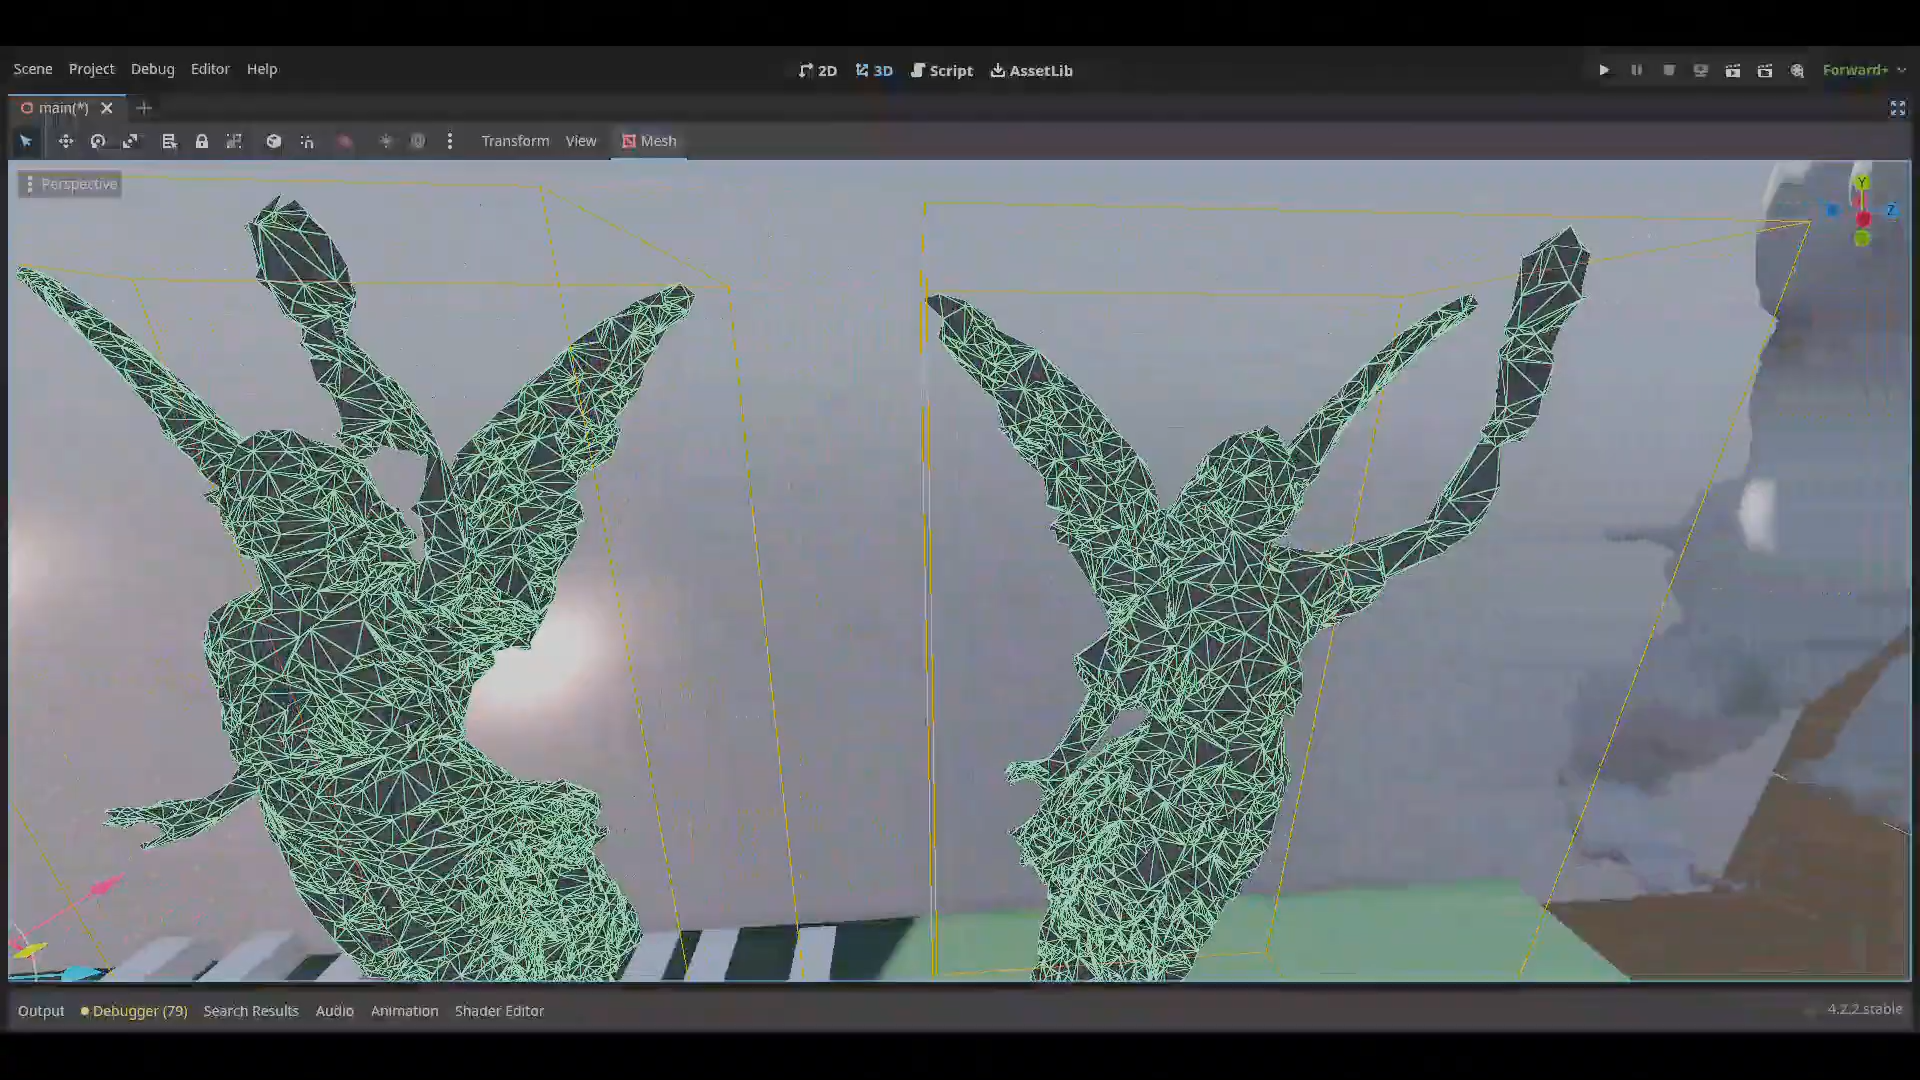 Scene Project Debug Editor Help 2D 3D Script AssetLib Forward+
main(*)
Transform View Mesh
Perspective
Y
Z
Output Debugger (79) Search Results Audio Animation Shader Editor 4.2.2.stable